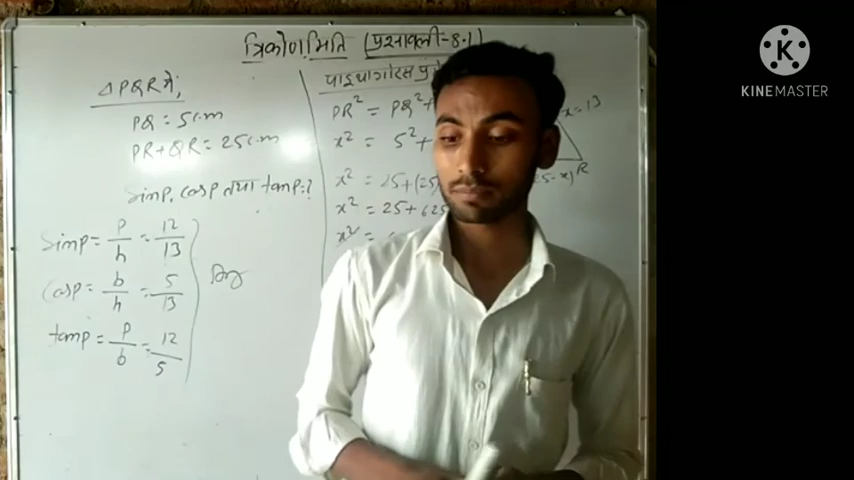 त्रिकोणमिति (प्रश्नावली-8.1)
△PQR में,
PQ = 5cm
PR+QR = 25cm
sinp, cosp तथा tanp=?
sinp = p/h = 12/13
cosp = b/h = 5/13
tanp = p/b = 12/5
पाइथागोरस
PR² = PQ²+
x² = 5²+
x² = 25+(25
x² = 25+625
x² =
x=13
25-x) R
KINEMASTER